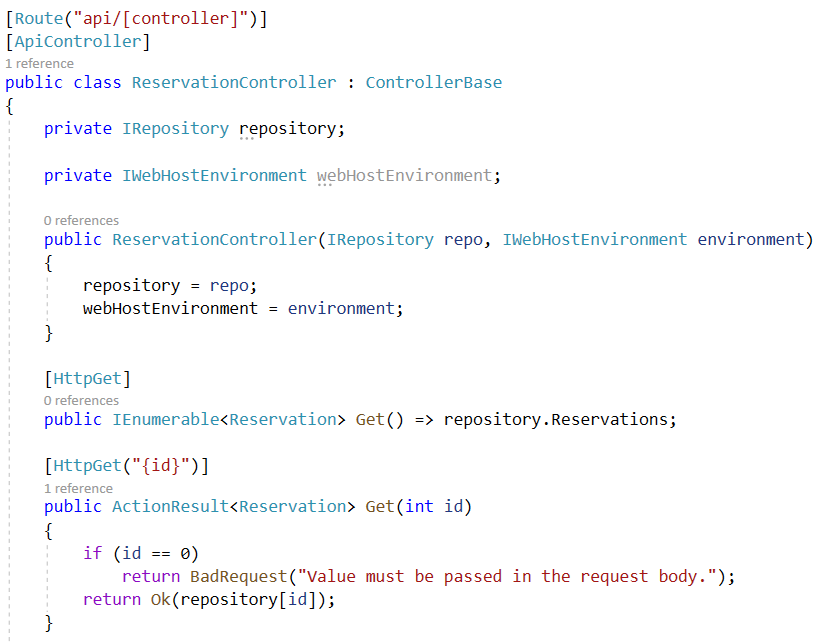 [Route("api/[controller]")]
[ApiController]
1 reference
public class ReservationController : ControllerBase
{
private IRepository repository;
private IWebHostEnvironment webHostEnvironment;
0 references
public ReservationController(IRepository repo, IWebHostEnvironment environment)
{
repository = repo;
webHostEnvironment = environment;
}
[HttpGet]
0 references
public IEnumerable<Reservation> Get() => repository.Reservations;
[HttpGet("{id}")]
1 reference
public ActionResult<Reservation> Get(int id)
{
if (id == 0)
return BadRequest("Value must be passed in the request body.");
return Ok(repository[id]);
}